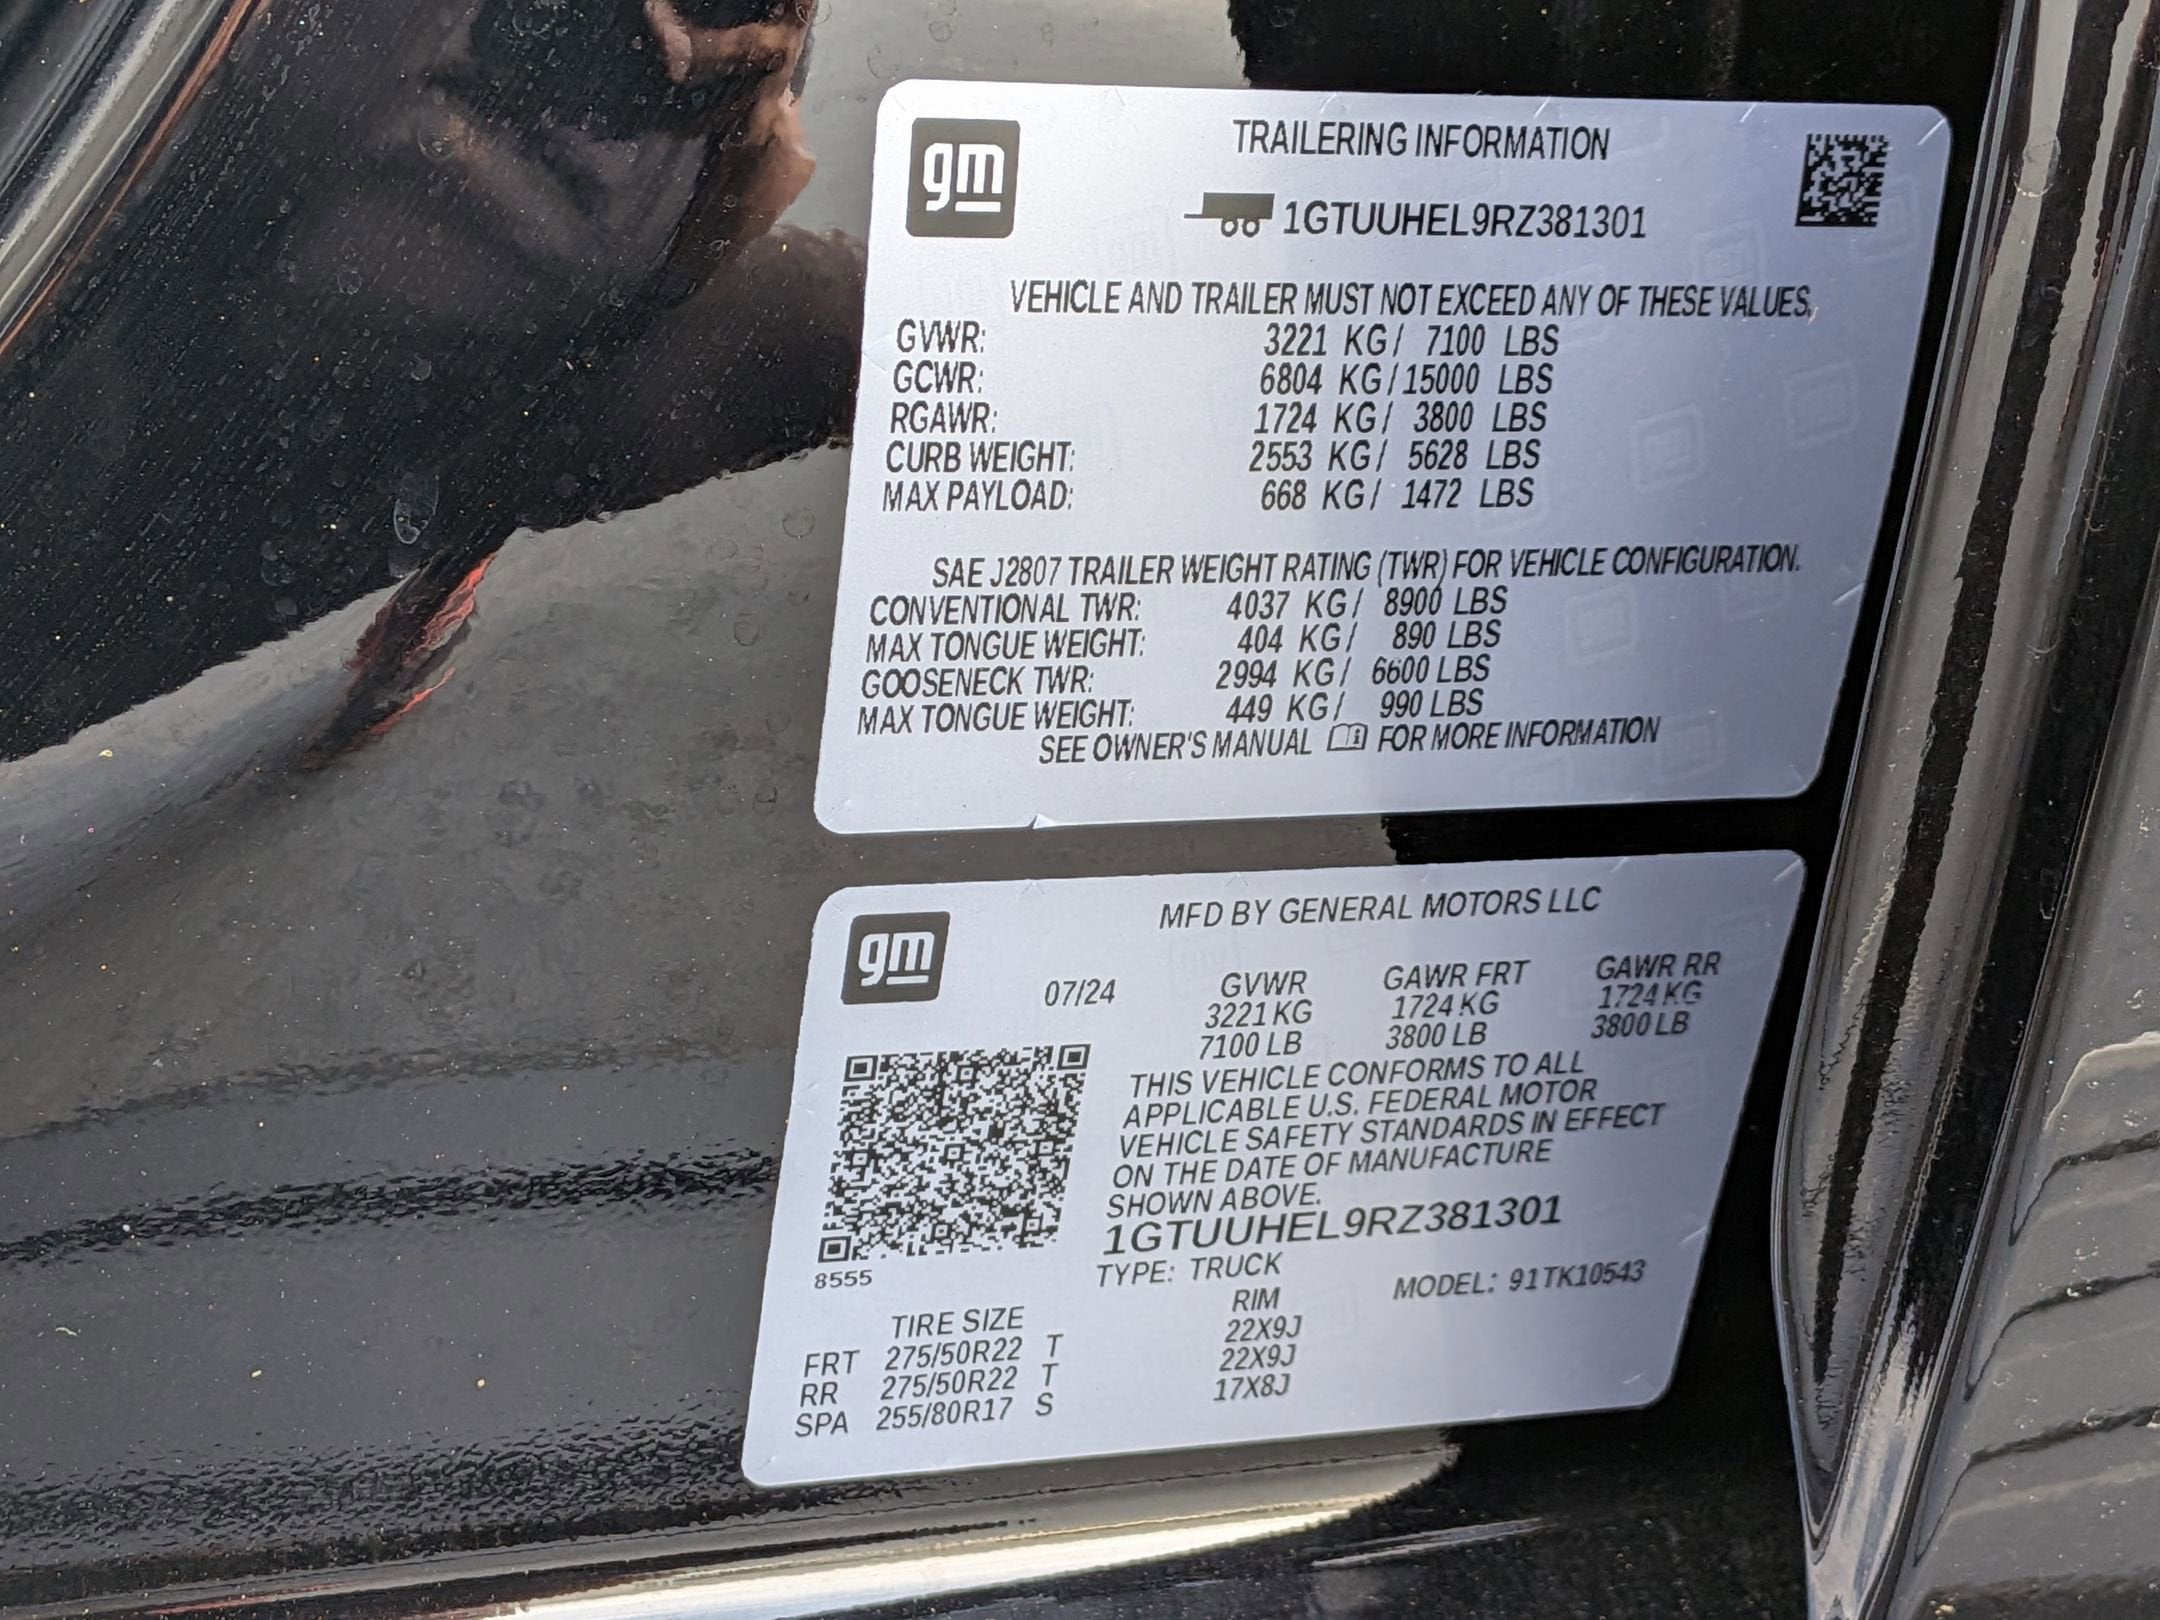 gm
TRAILERING INFORMATION
1GTUUHEL9RZ381301
VEHICLE AND TRAILER MUST NOT EXCEED ANY OF THESE VALUES.
GVWR: 3221 KG/ 7100 LBS
GCWR: 6804 KG/15000 LBS
RGAWR: 1724 KG/ 3800 LBS
CURB WEIGHT: 2553 KG/ 5628 LBS
MAX PAYLOAD: 668 KG/ 1472 LBS
SAE J2807 TRAILER WEIGHT RATING (TWR) FOR VEHICLE CONFIGURATION.
CONVENTIONAL TWR: 4037 KG/ 8900 LBS
MAX TONGUE WEIGHT: 404 KG/ 890 LBS
GOOSENECK TWR: 2994 KG/ 6600 LBS
MAX TONGUE WEIGHT: 449 KG/ 990 LBS
SEE OWNER'S MANUAL FOR MORE INFORMATION
gm
MFD BY GENERAL MOTORS LLC
07/24 GVWR GAWR FRT GAWR RR
3221 KG 1724 KG 1724 KG
7100 LB 3800 LB 3800 LB
THIS VEHICLE CONFORMS TO ALL
APPLICABLE U.S. FEDERAL MOTOR
VEHICLE SAFETY STANDARDS IN EFFECT
ON THE DATE OF MANUFACTURE
SHOWN ABOVE.
1GTUUHEL9RZ381301
8555
TYPE: TRUCK MODEL: 91TK10543
TIRE SIZE RIM
FRT 275/50R22 T 22X9J
RR 275/50R22 T 22X9J
SPA 255/80R17 S 17X8J